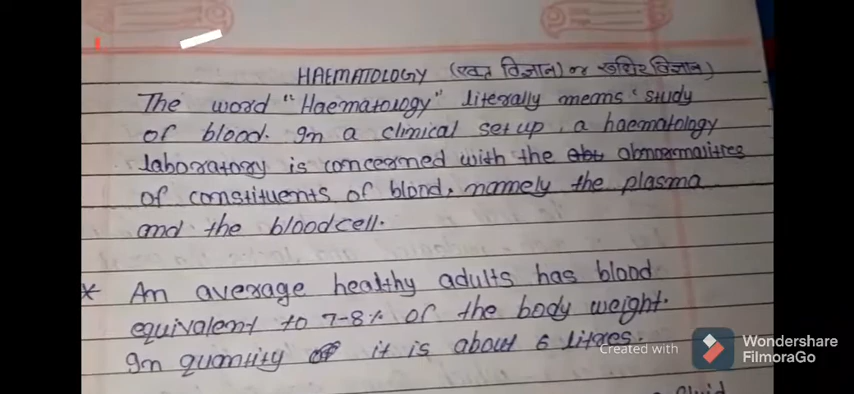 HAEMATOLOGY (रक्त विज्ञान) or रुधिर विज्ञान)
The word "Haematology" literally means 'study
of blood. In a clinical set up, a haematology
laboratory is concerned with the abnormalities
of constituents of blood, namely the plasma
and the bloodcell.
* An average healthy adults has blood
equivalent to 7-8% of the body weight.
In quantity it is about 6 litres.
Created with
Wondershare
FilmoraGo
fluid